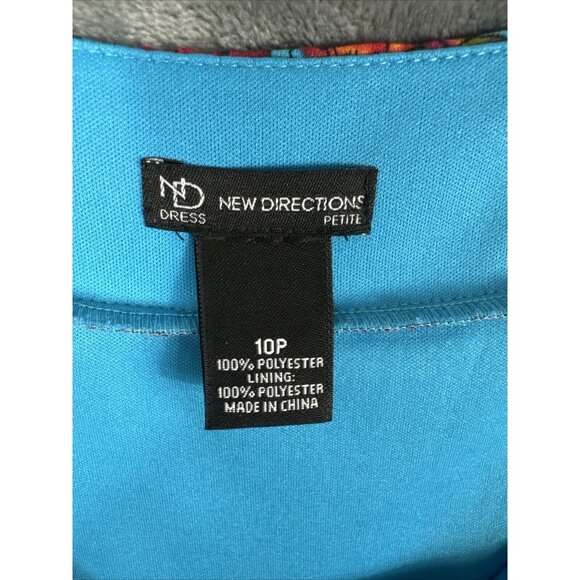 ND
DRESS
NEW DIRECTIONS
PETITE
10P
100% POLYESTER
LINING:
100% POLYESTER
MADE IN CHINA